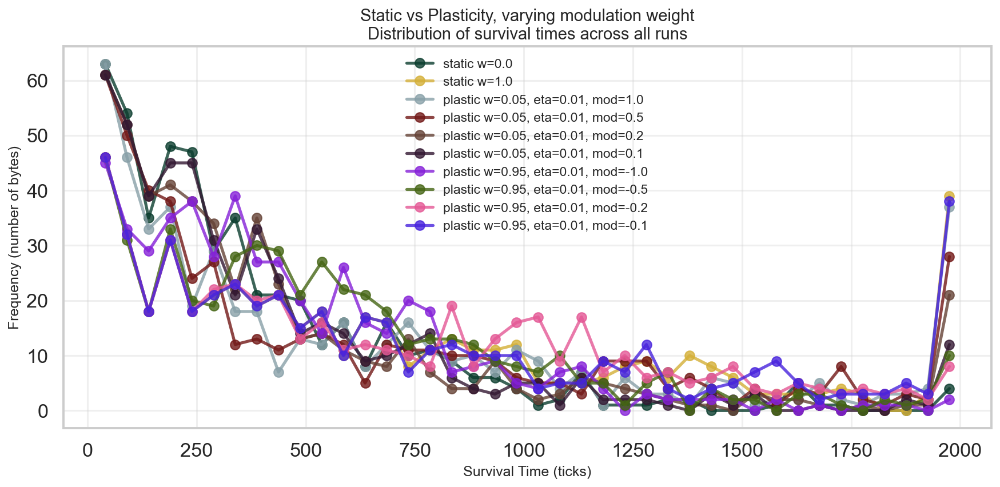 Static vs Plasticity, varying modulation weight
Distribution of survival times across all runs
Frequency (number of bytes)
60
50
40
30
20
10
0
static w=0.0
static w=1.0
plastic w=0.05, eta=0.01, mod=1.0
plastic w=0.05, eta=0.01, mod=0.5
plastic w=0.05, eta=0.01, mod=0.2
plastic w=0.05, eta=0.01, mod=0.1
plastic w=0.95, eta=0.01, mod=-1.0
plastic w=0.95, eta=0.01, mod=-0.5
plastic w=0.95, eta=0.01, mod=-0.2
plastic w=0.95, eta=0.01, mod=-0.1
0 250 500 750 1000 1250 1500 1750 2000
Survival Time (ticks)